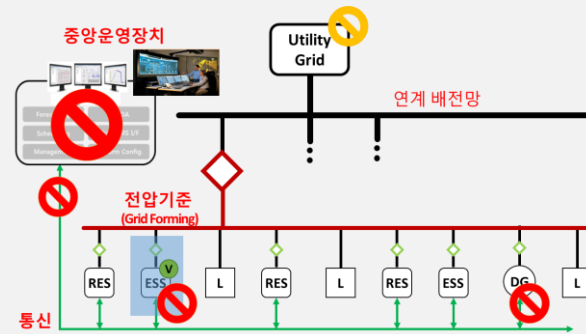 중앙운영장치
Utility
Grid
연계 배전망
전압기준
(Grid Forming)
V
RES
ESS
L
RES
L
RES
ESS
DG
L
통신